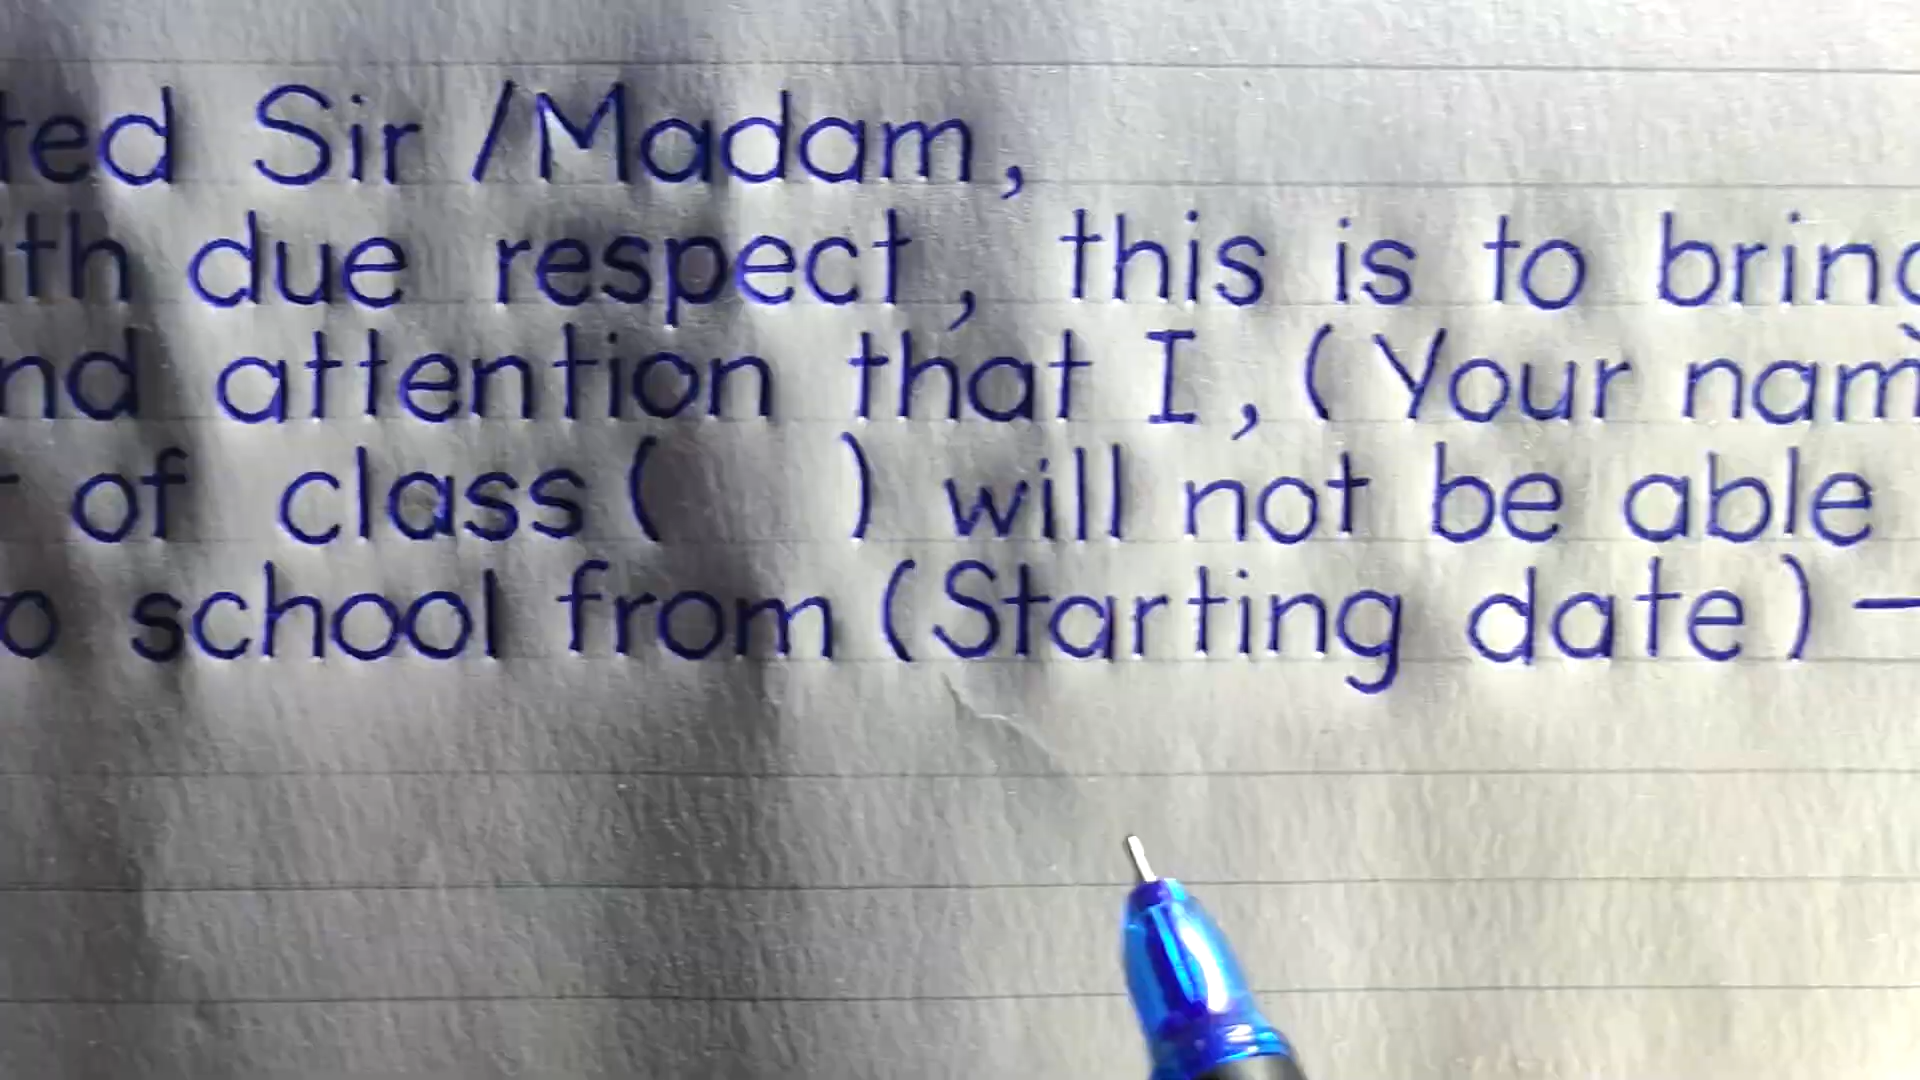 ted Sir / Madam,
ith due respect, this is to bring
nd attention that I, (Your nam
of class ( ) will not be able
o school from (Starting date) -